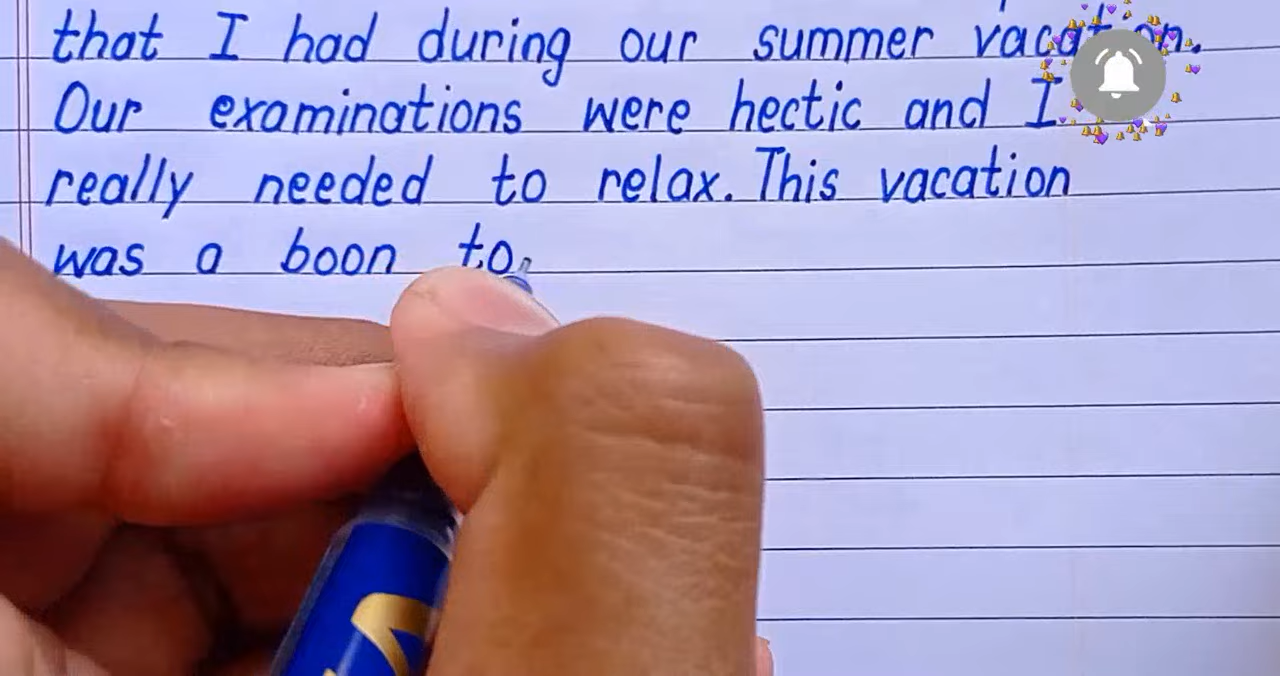 that I had during our summer vacation.
Our examinations were hectic and I
really needed to relax. This vacation
was a boon to